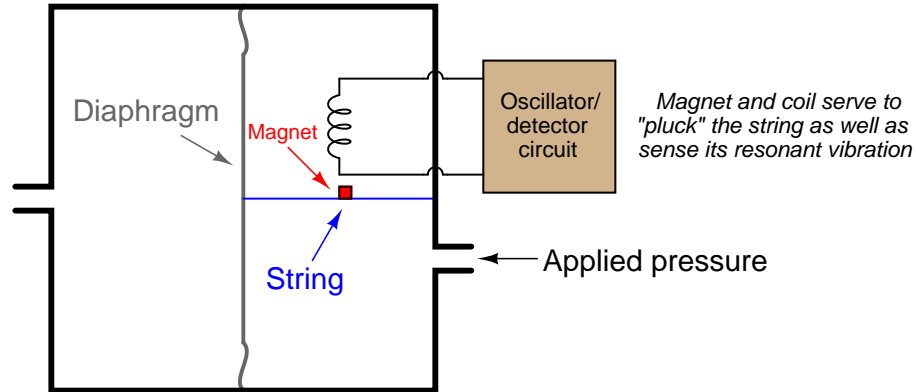 Diaphragm
Magnet
String
Oscillator/
detector
circuit
Magnet and coil serve to
"pluck" the string as well as
sense its resonant vibration
Applied pressure